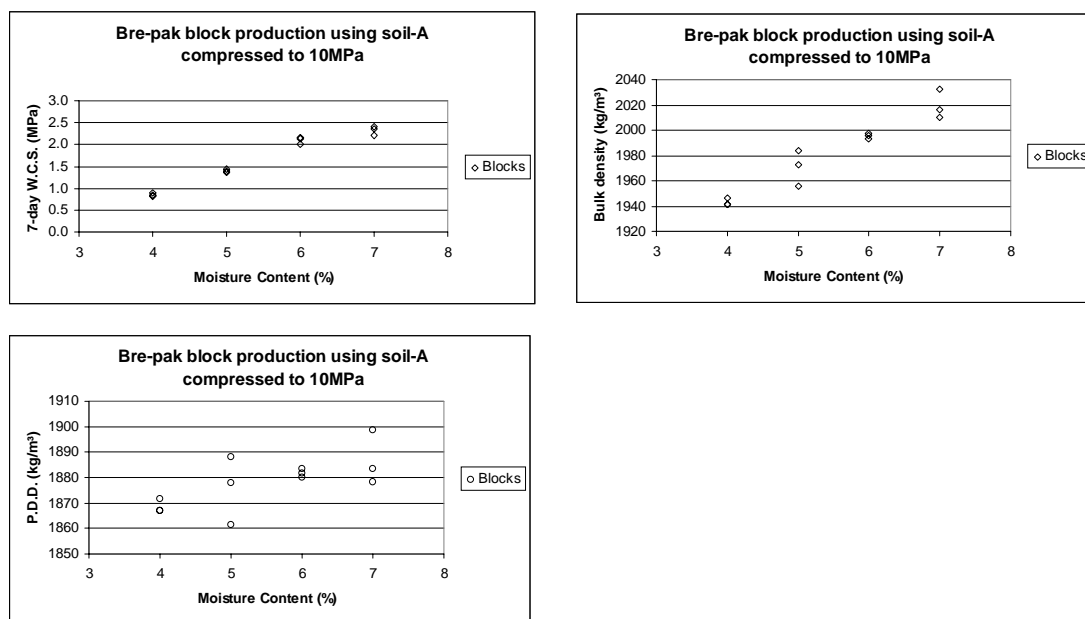 Bre-pak block production using soil-A
compressed to 10MPa
7-day W.C.S. (MPa)
3.0
2.5
2.0
1.5
1.0
0.5
0.0
3 4 5 6 7 8
Moisture Content (%)
Blocks
Bre-pak block production using soil-A
compressed to 10MPa
Bulk density (kg/m³)
2040
2020
2000
1980
1960
1940
1920
3 4 5 6 7 8
Moisture Content (%)
Blocks
Bre-pak block production using soil-A
compressed to 10MPa
P.D.D. (kg/m³)
1910
1900
1890
1880
1870
1860
1850
3 4 5 6 7 8
Moisture Content (%)
Blocks